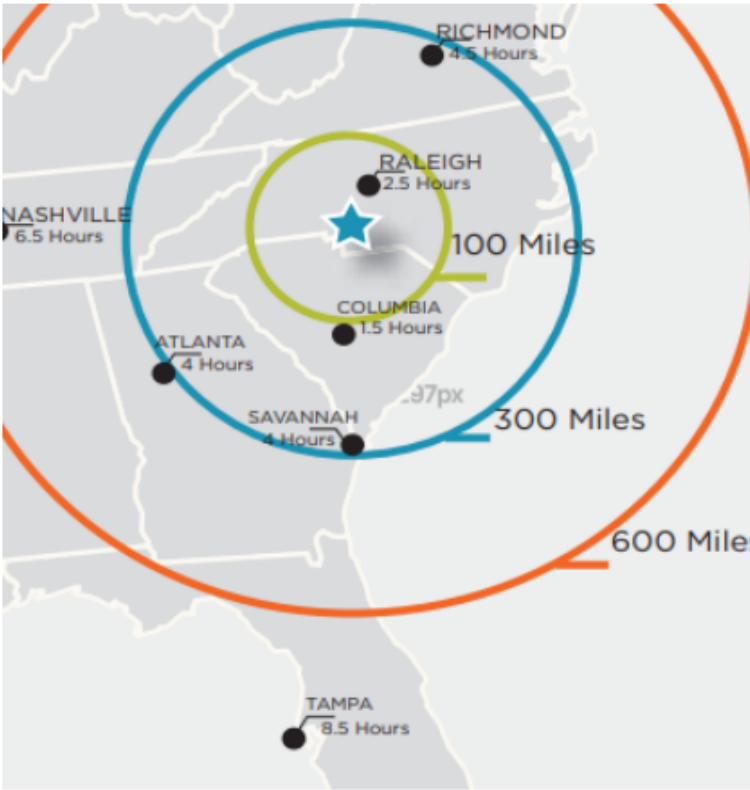 RICHMOND
4.5 Hours
RALEIGH
2.5 Hours
NASHVILLE
6.5 Hours
100 Miles
COLUMBIA
1.5 Hours
ATLANTA
4 Hours
97px
SAVANNAH
4 Hours
300 Miles
600 Miles
TAMPA
8.5 Hours